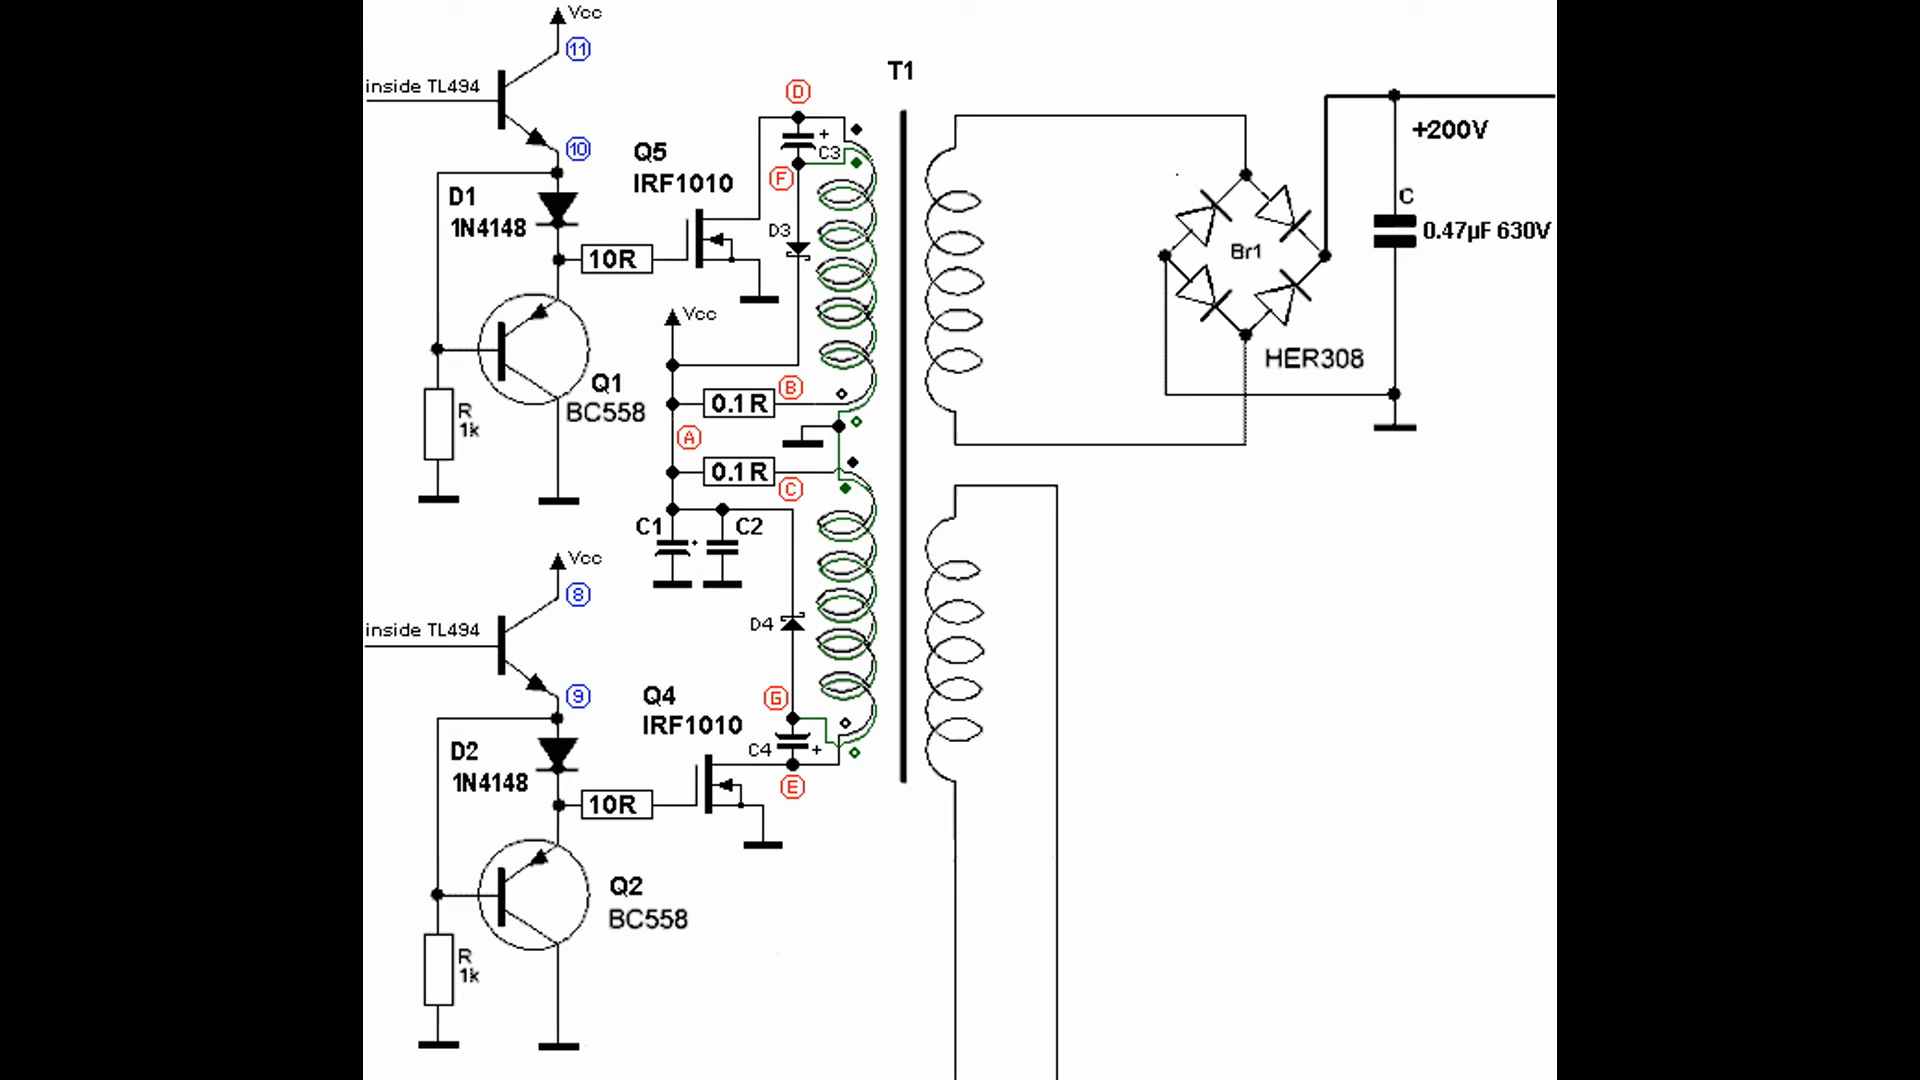 Vcc
11
inside TL494
10
D1
1N4148
Q5
IRF1010
10R
D
+
C3
F
D3
T1
Q1
BC558
R
1k
Vcc
0.1R
B
A
0.1R
C
C1
C2
+200V
C
0.47µF 630V
Br1
HER308
Vcc
8
inside TL494
9
D2
1N4148
Q4
IRF1010
10R
D4
G
C4
+
E
Q2
BC558
R
1k